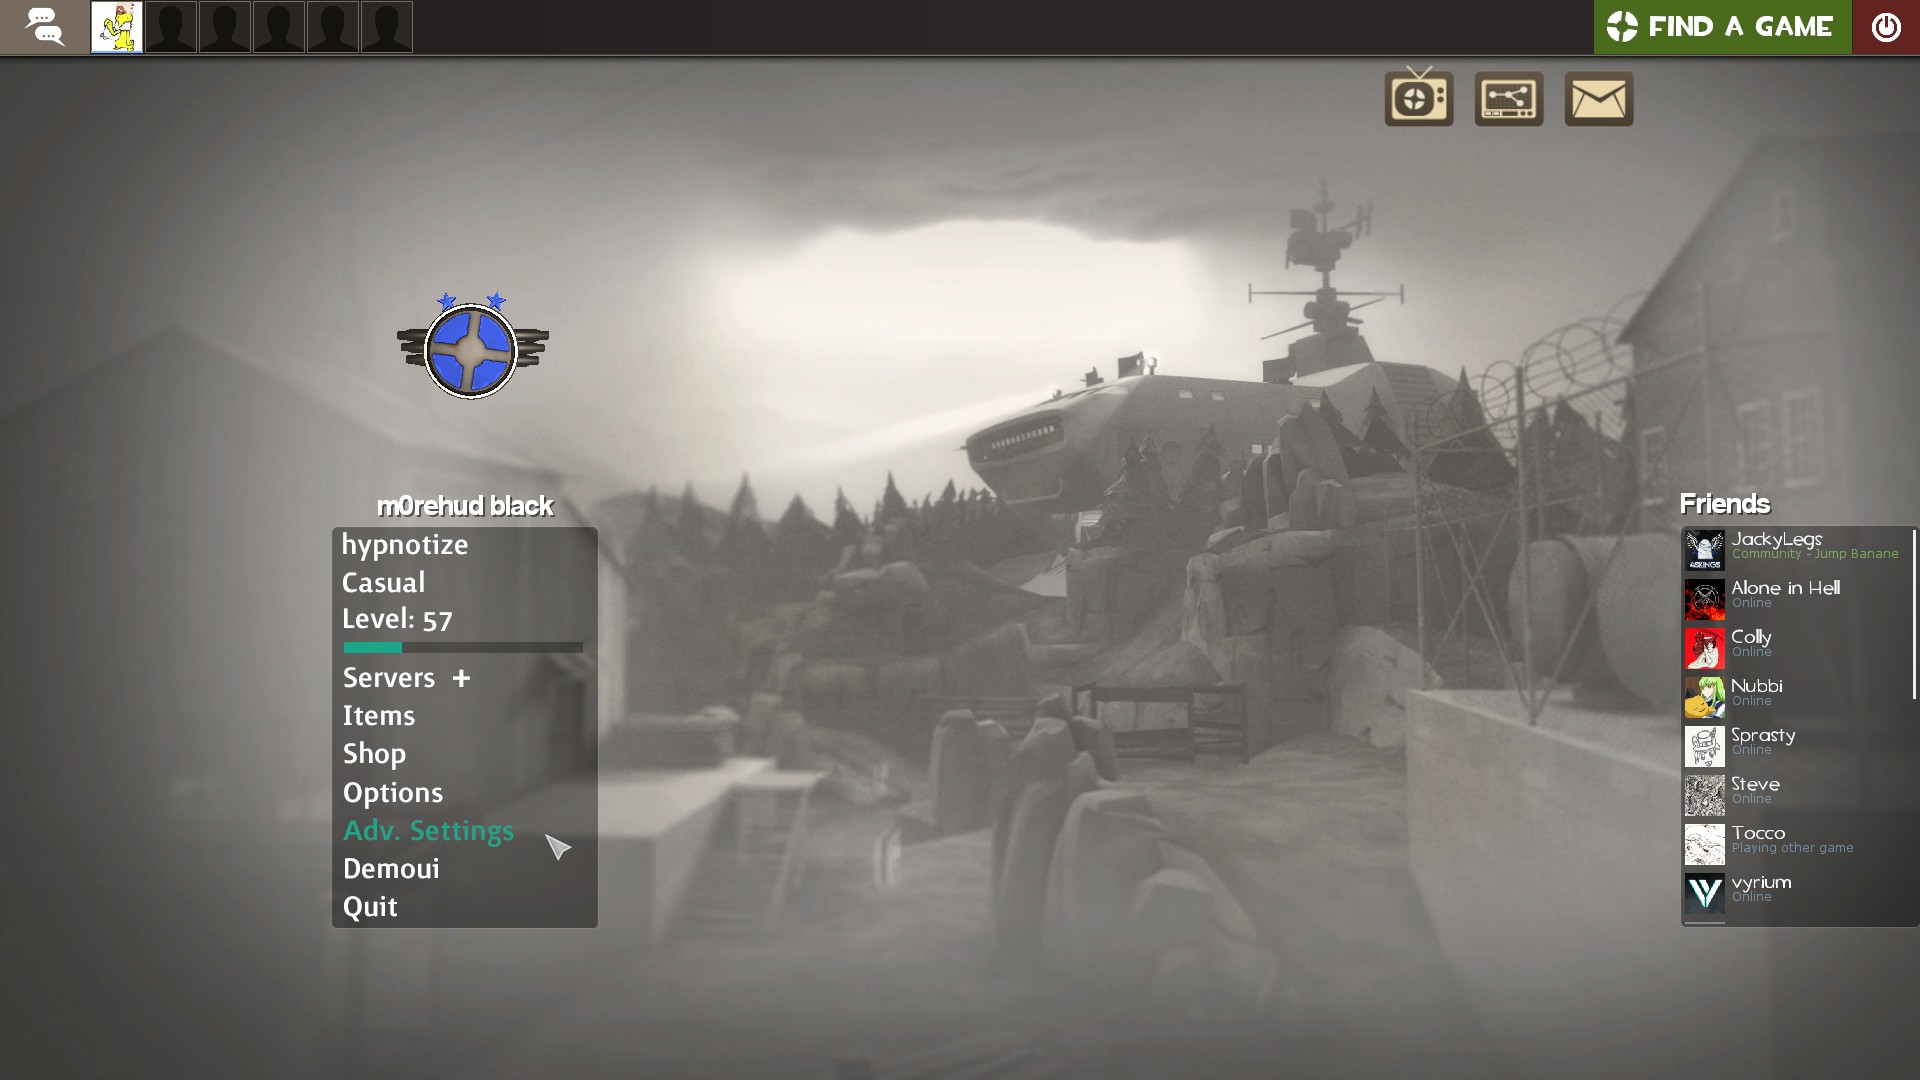 FIND A GAME
m0rehud black
hypnotize
Casual
Level: 57
Servers +
Items
Shop
Options
Adv. Settings
Demoui
Quit
Friends
JackyLegs
Community - Jump Banane
4SKINGS
Alone in Hell
Online
Colly
Online
Nubbi
Online
Sprasty
Online
Steve
Online
Tocco
Playing other game
vyrium
Online